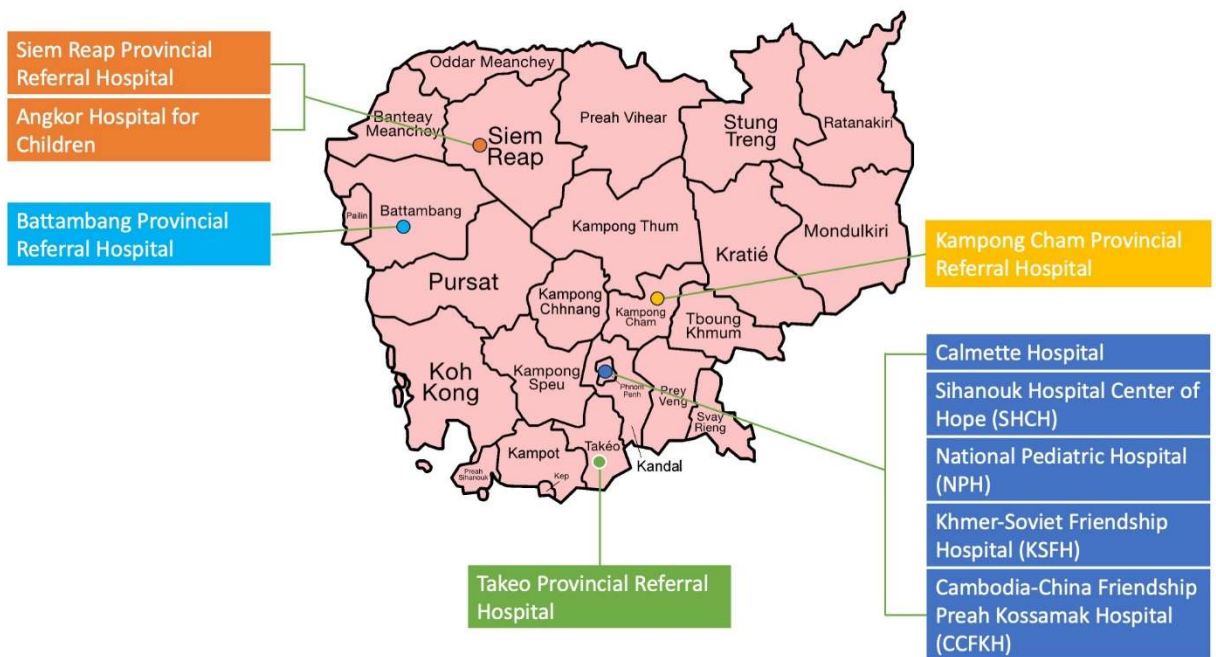 Siem Reap Provincial
Referral Hospital
Angkor Hospital for
Children
Battambang Provincial
Referral Hospital
Oddar Meanchey
Banteay
Meanchey
Siem
Reap
Preah Vihear
Stung
Treng
Ratanakiri
Pailin
Battambang
Kampong Thum
Kratié
Mondulkiri
Pursat
Kampong
Chhnang
Kampong
Cham
Tboung
Khmum
Koh
Kong
Kampong
Speu
Phnom
Penh
Prey
Veng
Svay
Rieng
Kandal
Takéo
Kampot
Kep
Preah
Sihanouk
Kampong Cham Provincial
Referral Hospital
Calmette Hospital
Sihanouk Hospital Center of
Hope (SHCH)
National Pediatric Hospital
(NPH)
Khmer-Soviet Friendship
Hospital (KSFH)
Cambodia-China Friendship
Preah Kossamak Hospital
(CCFKH)
Takeo Provincial Referral
Hospital